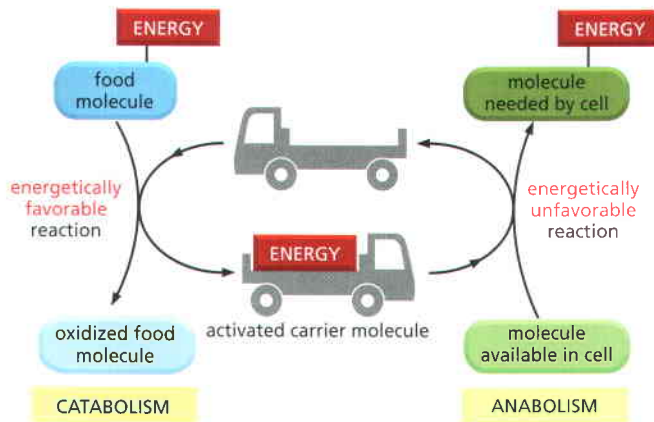 ENERGY
food
molecule
energetically
favorable
reaction
oxidized food
molecule
CATABOLISM
ENERGY
activated carrier molecule
ENERGY
molecule
needed by cell
energetically
unfavorable
reaction
molecule
available in cell
ANABOLISM